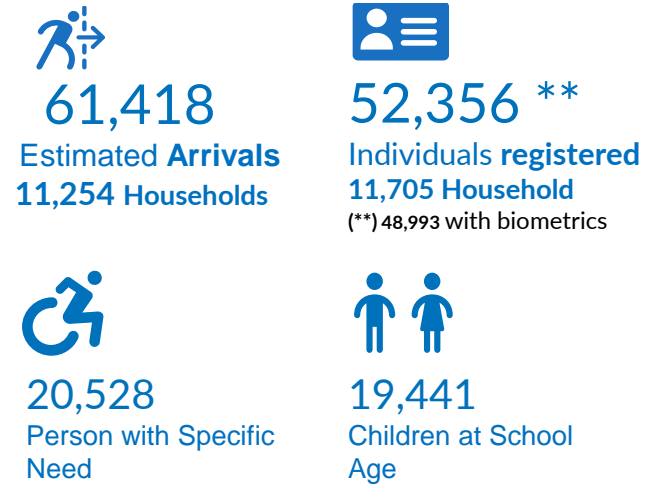 61,418
Estimated Arrivals
11,254 Households
52,356 **
Individuals registered
11,705 Household
(**) 48,993 with biometrics
20,528
Person with Specific
Need
19,441
Children at School
Age